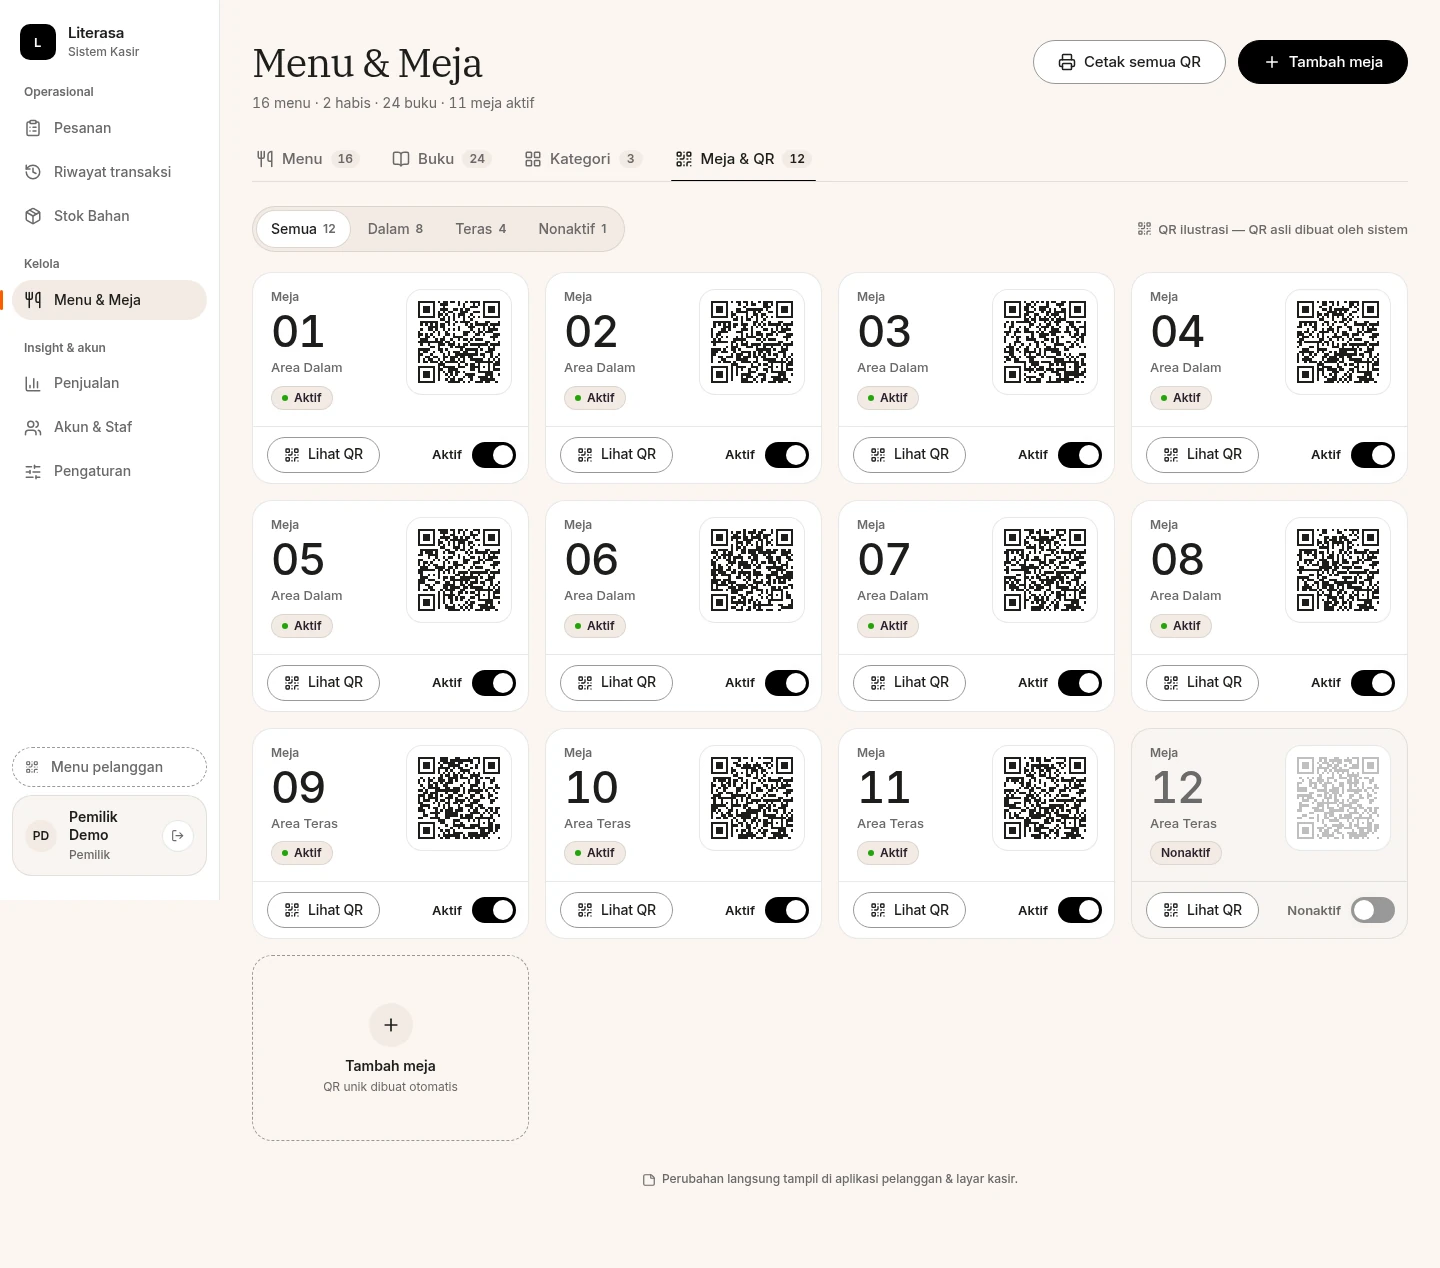 L
Literasa
Sistem Kasir
Operasional
Pesanan
Riwayat transaksi
Stok Bahan
Kelola
Menu & Meja
Insight & akun
Penjualan
Akun & Staf
Pengaturan
Menu pelanggan
PD
Pemilik
Demo
Pemilik
Menu & Meja
16 menu · 2 habis · 24 buku · 11 meja aktif
Cetak semua QR
Tambah meja
Menu 16
Buku 24
Kategori 3
Meja & QR 12
Semua 12
Dalam 8
Teras 4
Nonaktif 1
QR ilustrasi — QR asli dibuat oleh sistem
Meja
01
Area Dalam
Aktif
Lihat QR
Aktif
Meja
02
Area Dalam
Aktif
Lihat QR
Aktif
Meja
03
Area Dalam
Aktif
Lihat QR
Aktif
Meja
04
Area Dalam
Aktif
Lihat QR
Aktif
Meja
05
Area Dalam
Aktif
Lihat QR
Aktif
Meja
06
Area Dalam
Aktif
Lihat QR
Aktif
Meja
07
Area Dalam
Aktif
Lihat QR
Aktif
Meja
08
Area Dalam
Aktif
Lihat QR
Aktif
Meja
09
Area Teras
Aktif
Lihat QR
Aktif
Meja
10
Area Teras
Aktif
Lihat QR
Aktif
Meja
11
Area Teras
Aktif
Lihat QR
Aktif
Meja
12
Area Teras
Nonaktif
Lihat QR
Nonaktif
Tambah meja
QR unik dibuat otomatis
Perubahan langsung tampil di aplikasi pelanggan & layar kasir.